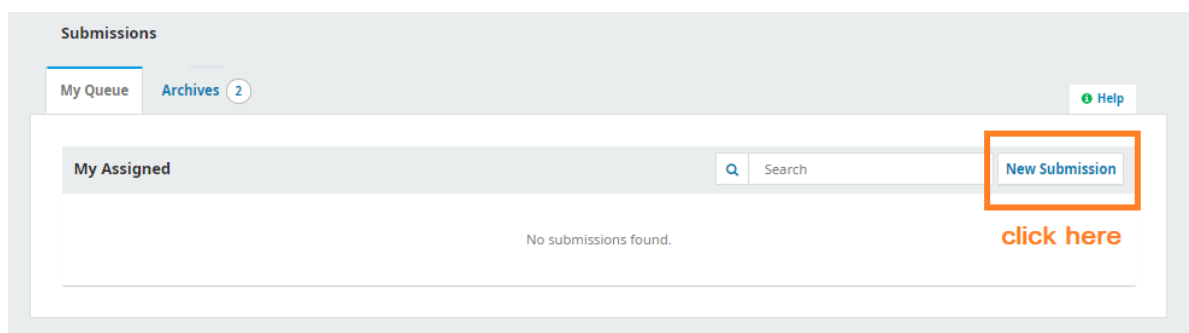 Submissions
My Queue Archives 2
Help
My Assigned Search New Submission
No submissions found.
click here